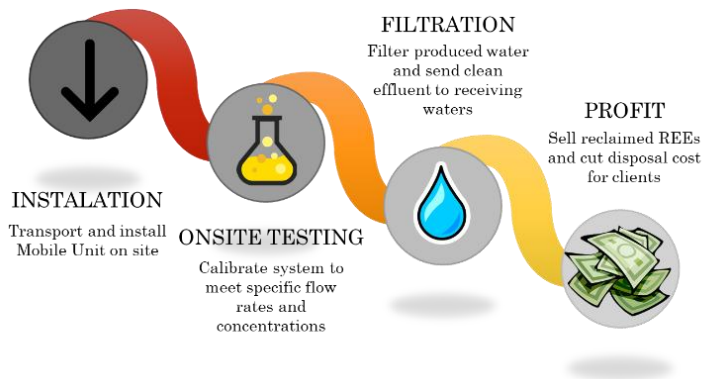 INSTALATION
Transport and install
Mobile Unit on site
ONSITE TESTING
Calibrate system to
meet specific flow
rates and
concentrations
FILTRATION
Filter produced water
and send clean
effluent to receiving
waters
PROFIT
Sell reclaimed REEs
and cut disposal cost
for clients